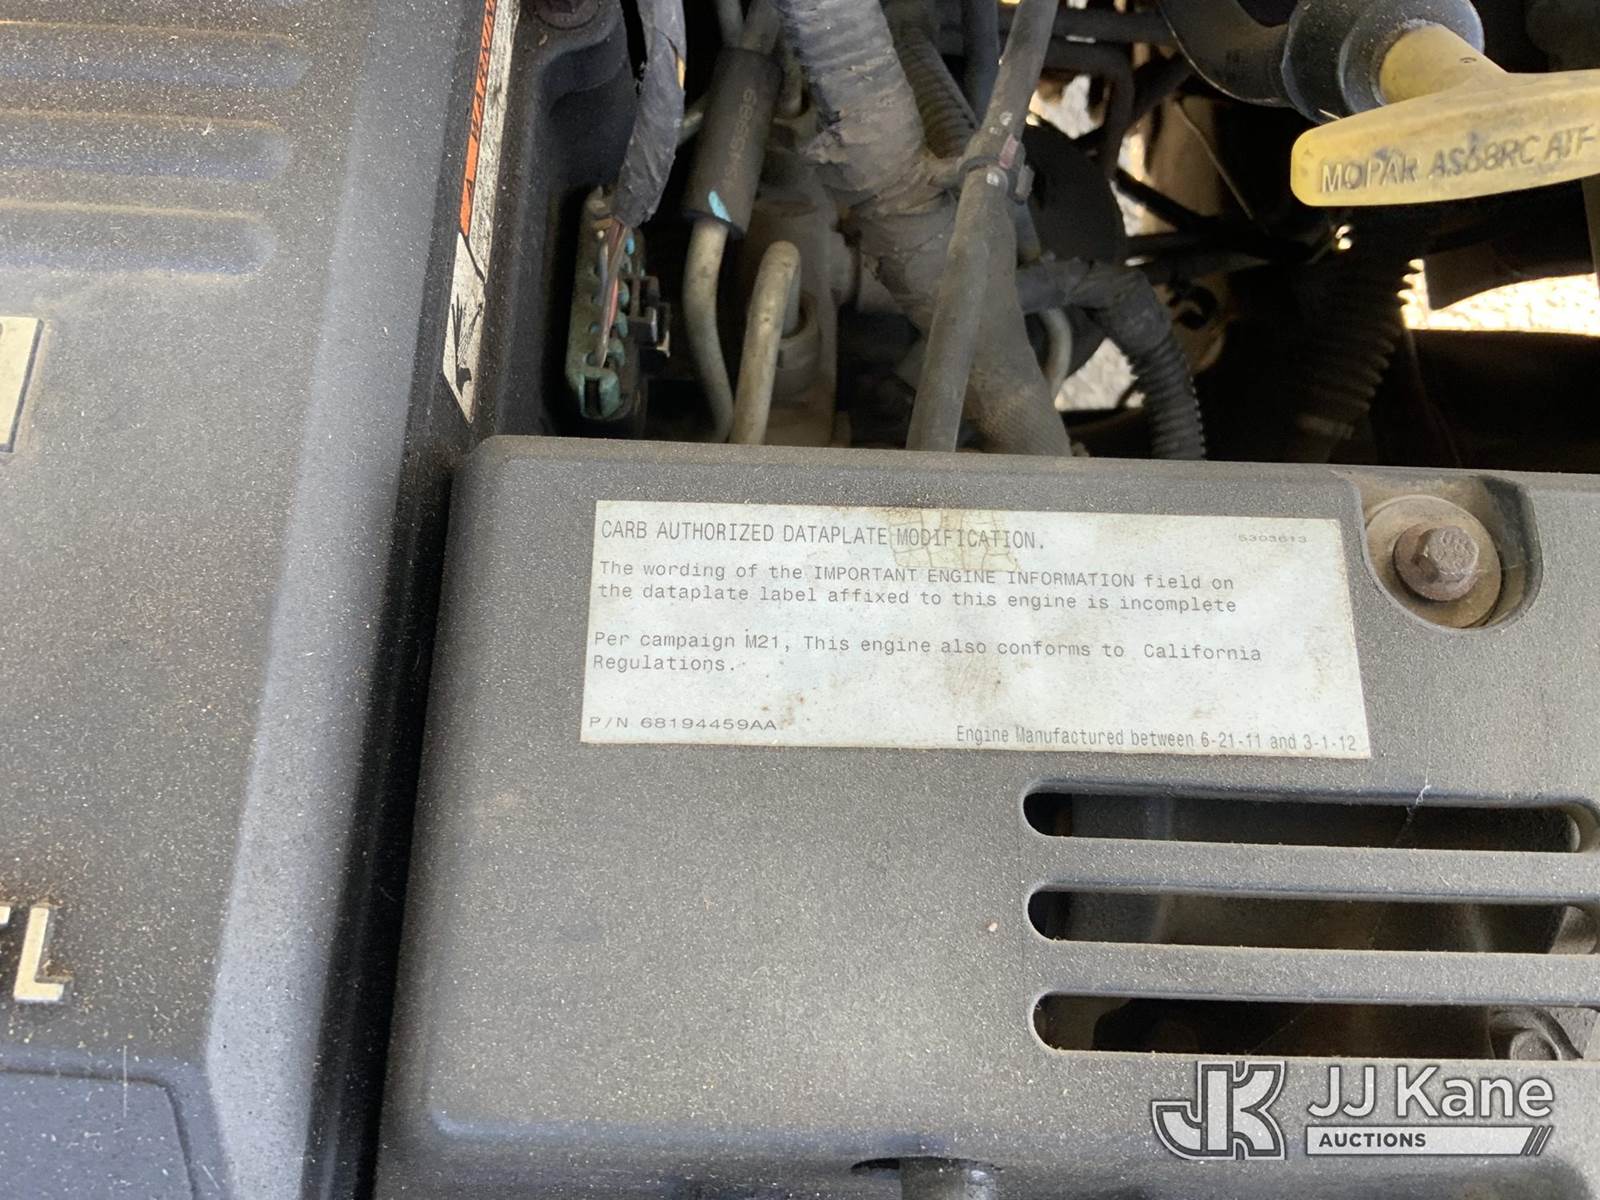 945689
MOPAR AS68RC ATF
CARB AUTHORIZED DATAPLATE MODIFICATION.
5303613
The wording of the IMPORTANT ENGINE INFORMATION field on
the dataplate label affixed to this engine is incomplete
Per campaign M21, This engine also conforms to California
Regulations.
P/N 68194459AA
Engine Manufactured between 6-21-11 and 3-1-12
JJ Kane
AUCTIONS